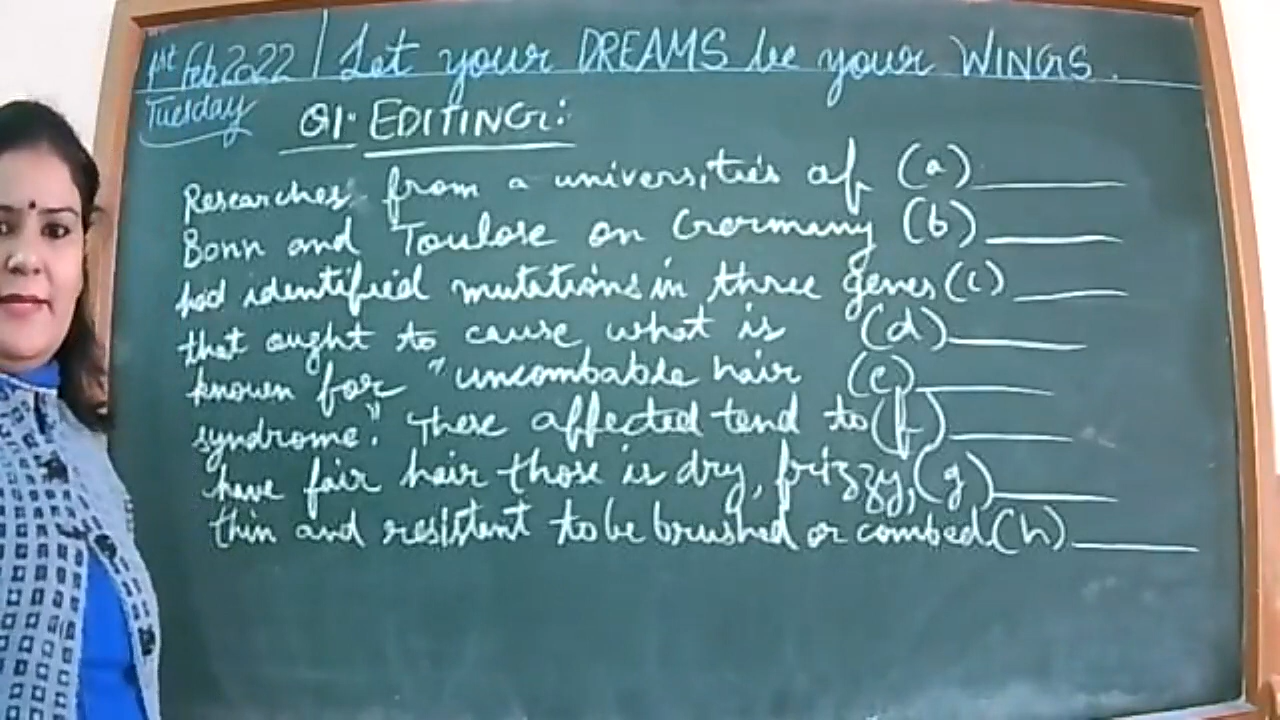 1st Feb 2022 | Let your DREAMS be your WINGS.
Tuesday
Q1. EDITING:
Researches from a universities of (a)______
Bonn and Toulose on Germany (b)______
had identified mutations in three genes (c)______
that ought to cause what is (d)______
known for "uncombable hair (e)______
syndrome". These affected tend to (f)______
have fair hair those is dry, frizzy, (g)______
thin and resistent to be brushed or combed (h)______